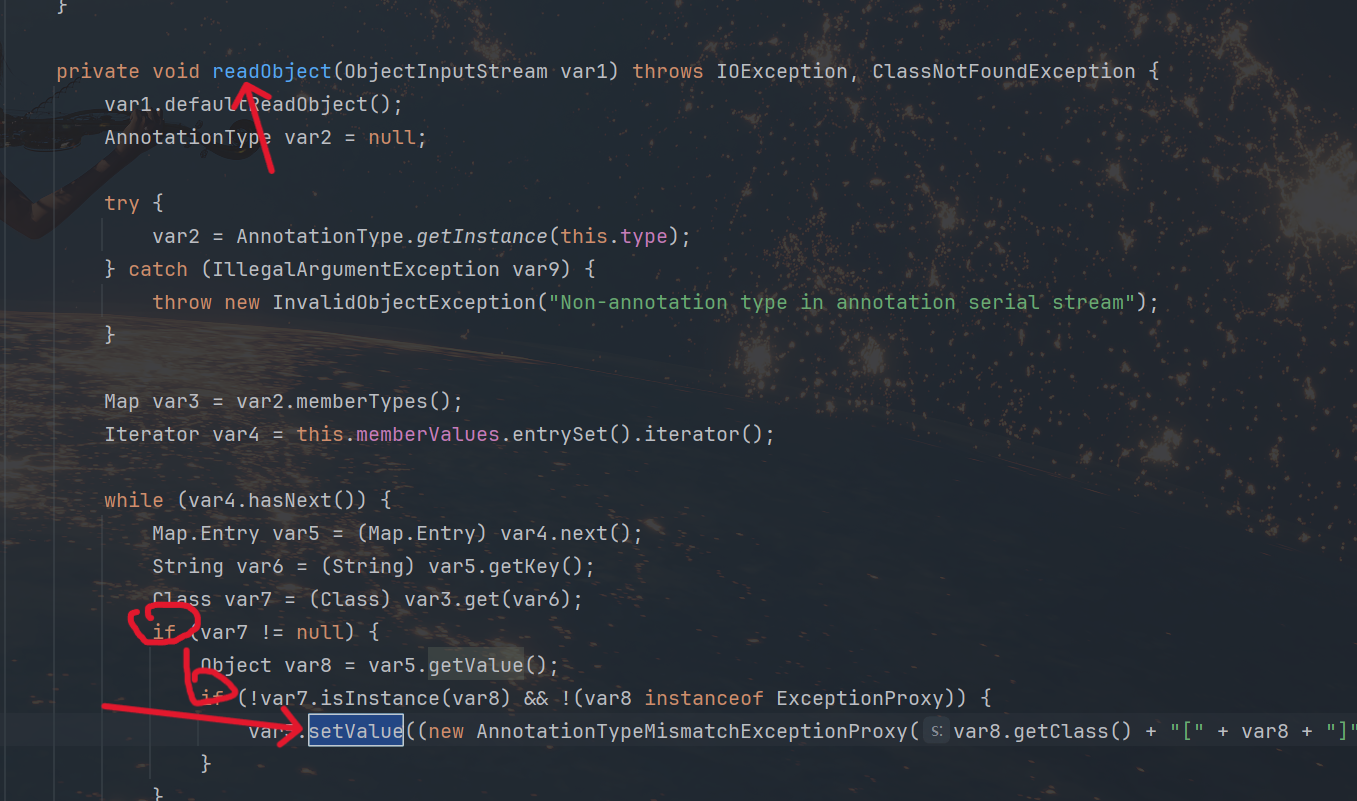 }
private void readObject(ObjectInputStream var1) throws IOException, ClassNotFoundException {
var1.defaultReadObject();
AnnotationType var2 = null;
try {
var2 = AnnotationType.getInstance(this.type);
} catch (IllegalArgumentException var9) {
throw new InvalidObjectException("Non-annotation type in annotation serial stream");
}
Map var3 = var2.memberTypes();
Iterator var4 = this.memberValues.entrySet().iterator();
while (var4.hasNext()) {
Map.Entry var5 = (Map.Entry) var4.next();
String var6 = (String) var5.getKey();
Class var7 = (Class) var3.get(var6);
if (var7 != null) {
Object var8 = var5.getValue();
if (!var7.isInstance(var8) && !(var8 instanceof ExceptionProxy)) {
var5.setValue((new AnnotationTypeMismatchExceptionProxy( s: var8.getClass() + "[" + var8 + "]"
}
}